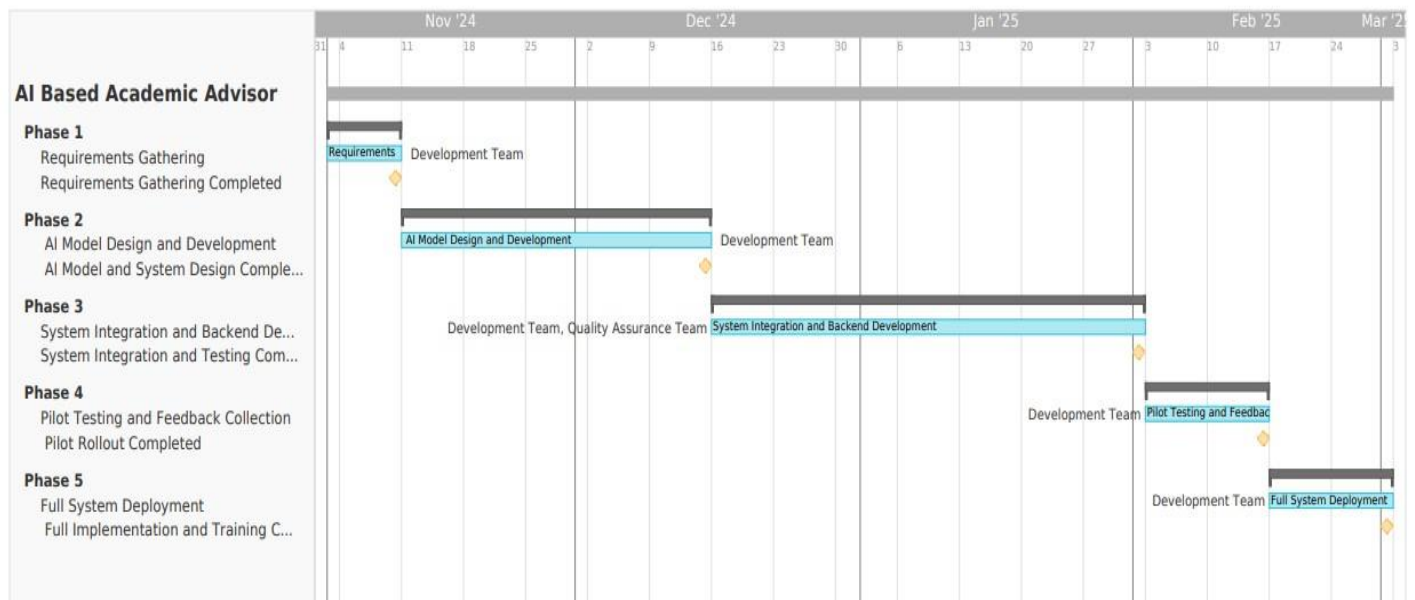 Nov '24 Dec '24 Jan '25 Feb '25 Mar '25
31 4 11 18 25 2 9 16 23 30 6 13 20 27 3 10 17 24 3
AI Based Academic Advisor
Phase 1
Requirements Gathering Requirements Development Team
Requirements Gathering Completed
Phase 2
AI Model Design and Development AI Model Design and Development Development Team
AI Model and System Design Comple...
Phase 3
System Integration and Backend De... Development Team, Quality Assurance Team System Integration and Backend Development
System Integration and Testing Com...
Phase 4
Pilot Testing and Feedback Collection Development Team Pilot Testing and Feedbac
Pilot Rollout Completed
Phase 5
Full System Deployment Development Team Full System Deployment
Full Implementation and Training C...